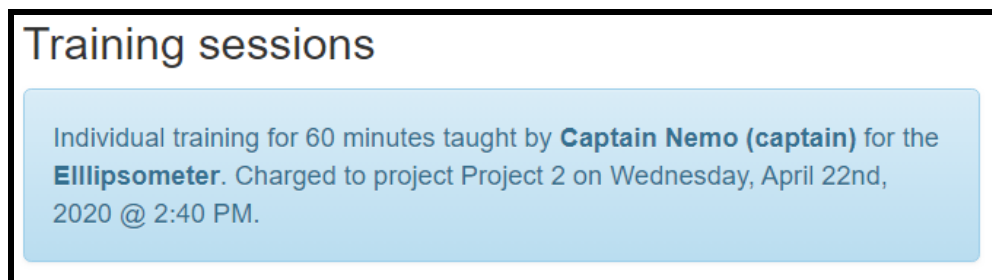 Training sessions
Individual training for 60 minutes taught by Captain Nemo (captain) for the
Elllipsometer. Charged to project Project 2 on Wednesday, April 22nd,
2020 @ 2:40 PM.